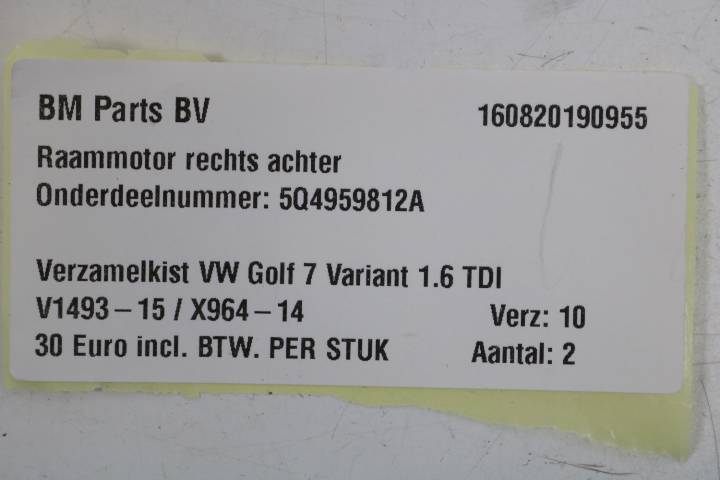 BM Parts BV 160820190955
Raammotor rechts achter
Onderdeelnummer: 5Q4959812A
Verzamelkist VW Golf 7 Variant 1.6 TDI
V1493-15 / X964-14 Verz: 10
30 Euro incl. BTW. PER STUK Aantal: 2